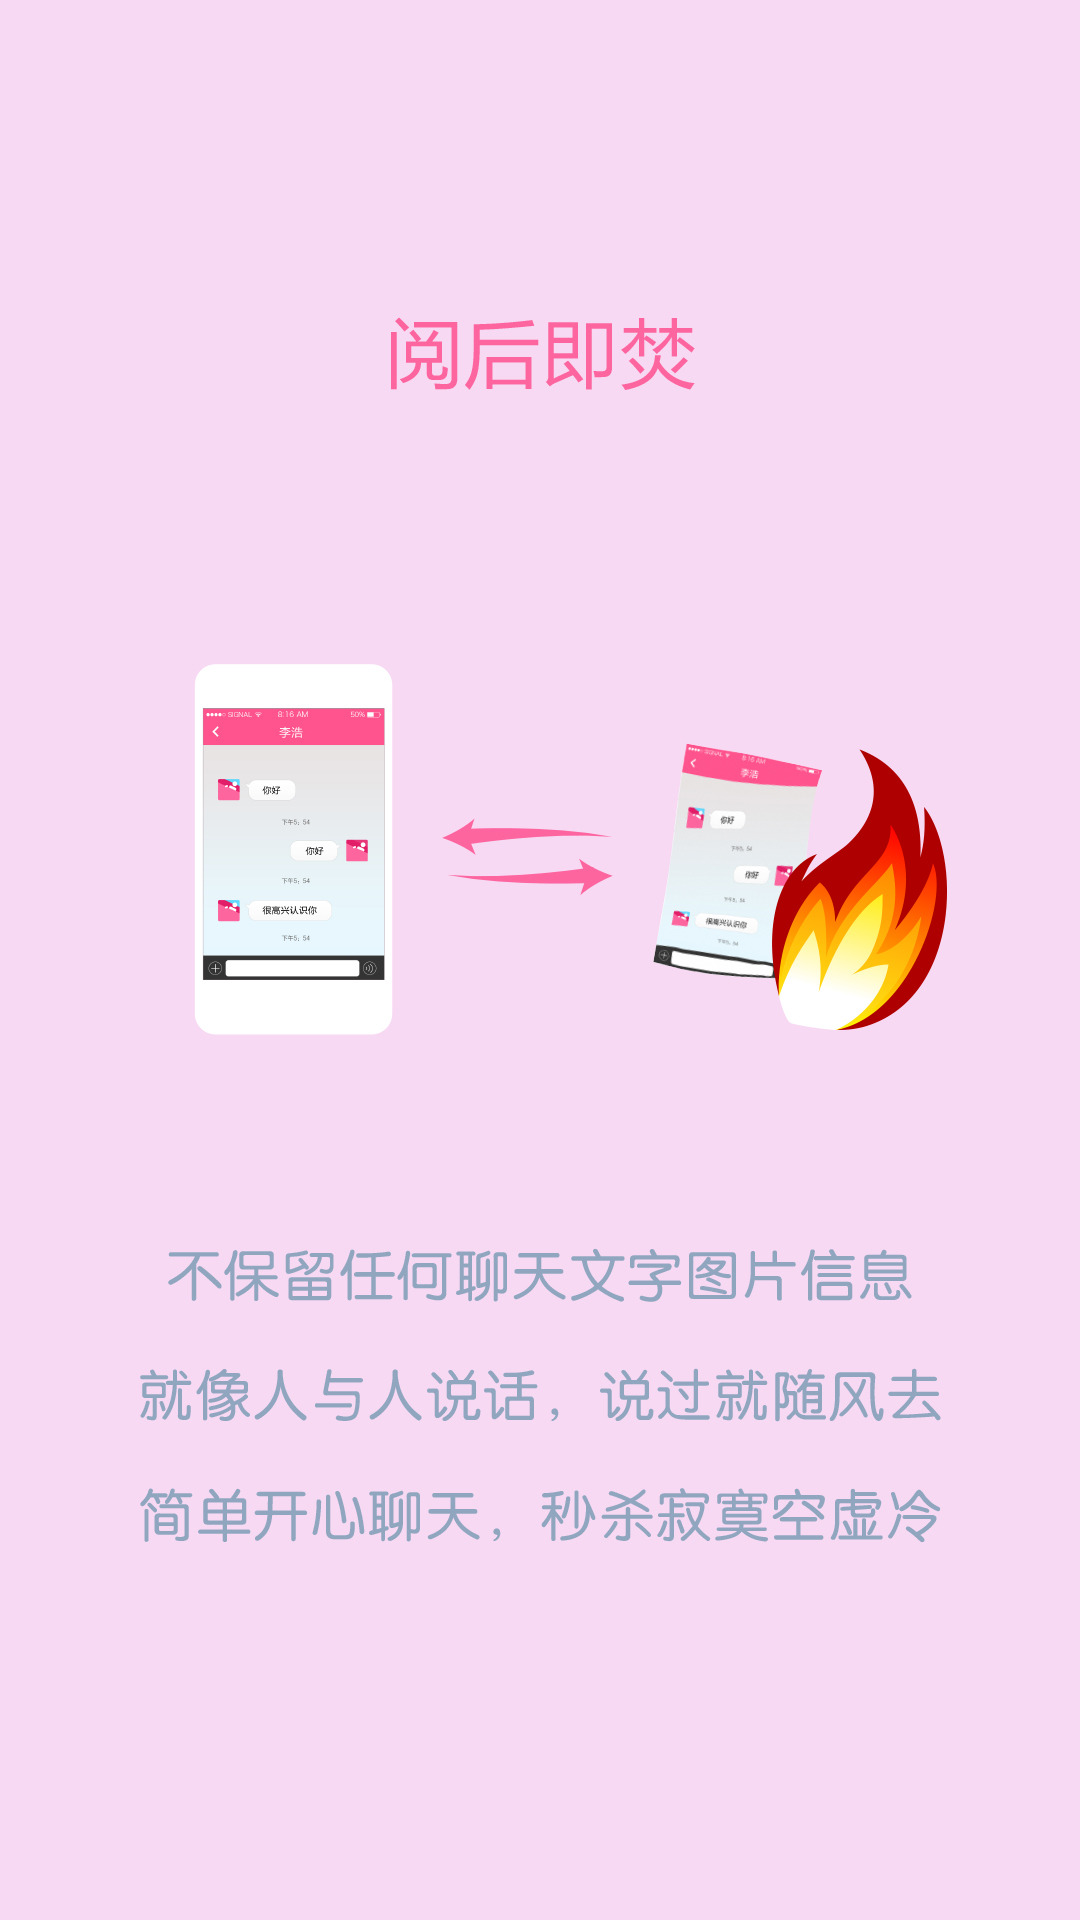 阅后即焚
SIGNAL 8:16 AM 50%
李浩
你好
下午5：54
你好
下午5：54
很高兴认识你
下午5：54
SIGNAL 8:16 AM 50%
李浩
你好
下午5：54
你好
下午5：54
很高兴认识你
下午5：54
不保留任何聊天文字图片信息
就像人与人说话，说过就随风去
简单开心聊天，秒杀寂寞空虚冷